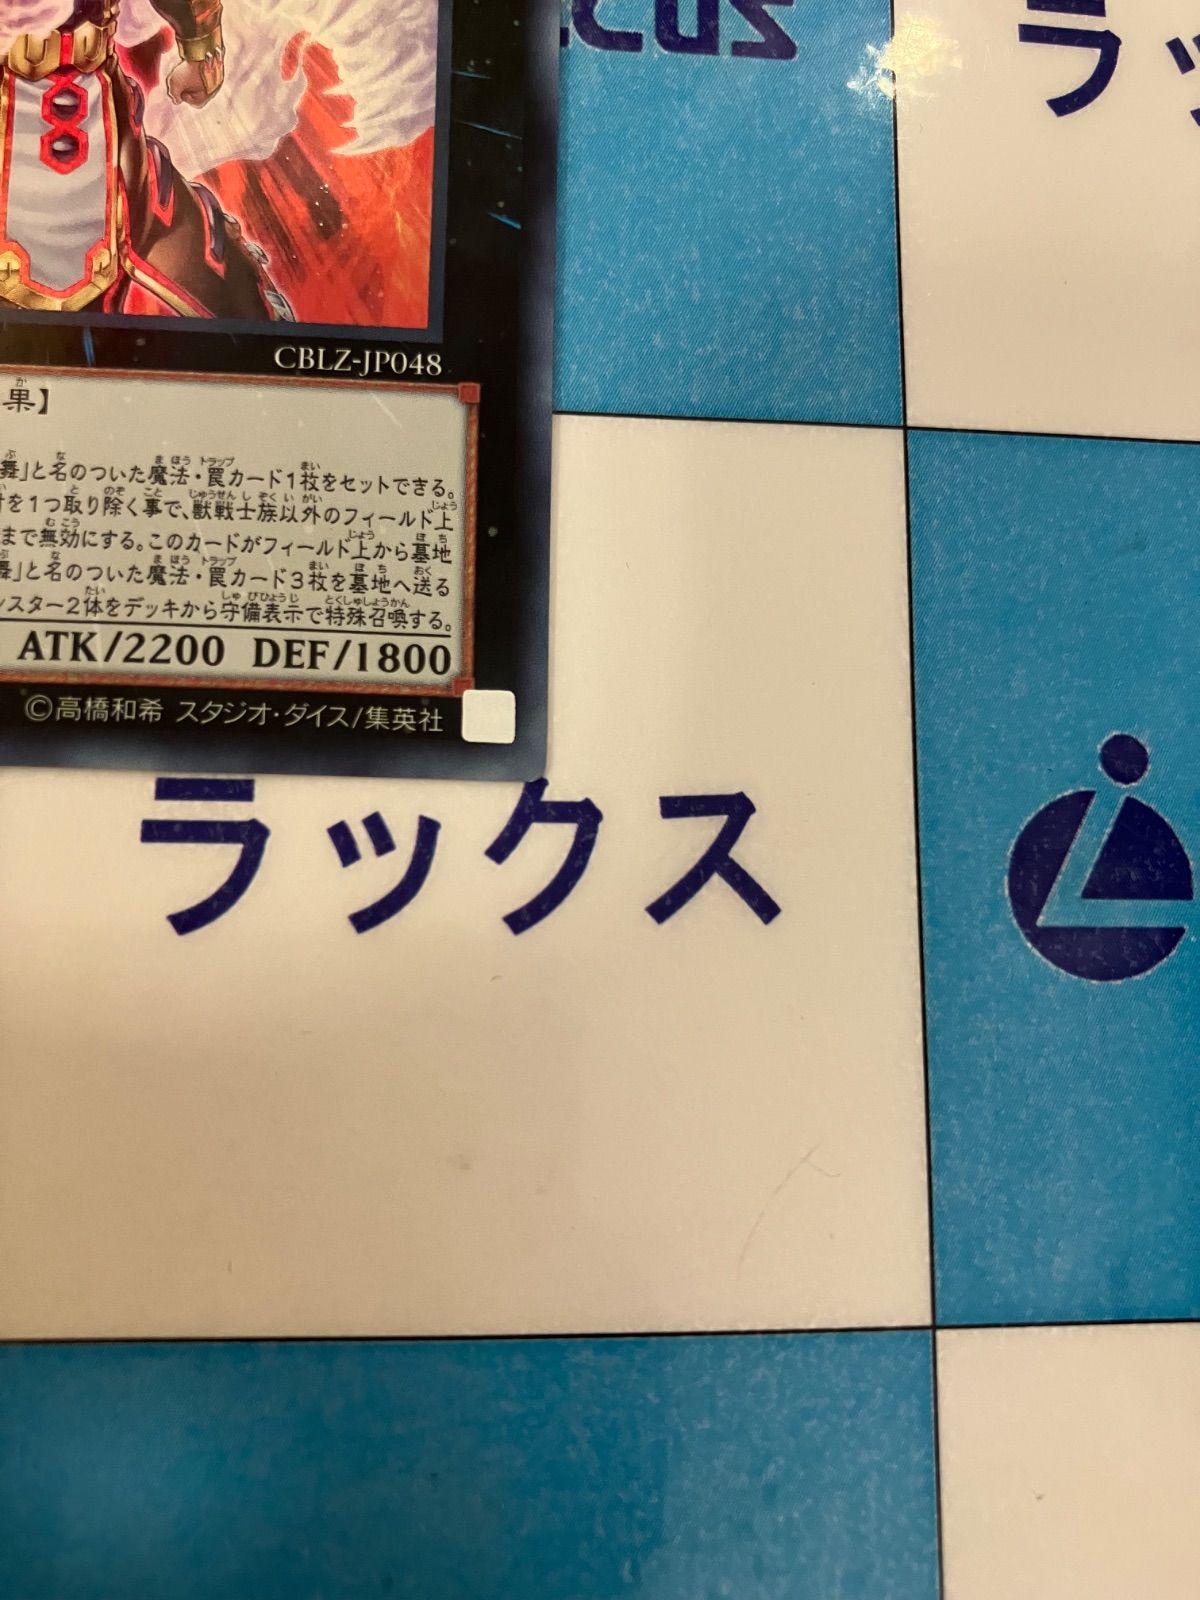 ラッ
CBLZ-JP048
果】
舞」と名のついた魔法・罠カード1枚をセットできる。
を1つ取り除く事で、獣戦士族以外のフィールド上
まで無効にする。このカードがフィールド上から墓地
舞」と名のついた魔法・罠カード3枚を墓地へ送る
ンスター2体をデッキから守備表示で特殊召喚する。
ATK/2200 DEF/1800
©高橋和希 スタジオ・ダイス/集英社
ラックス